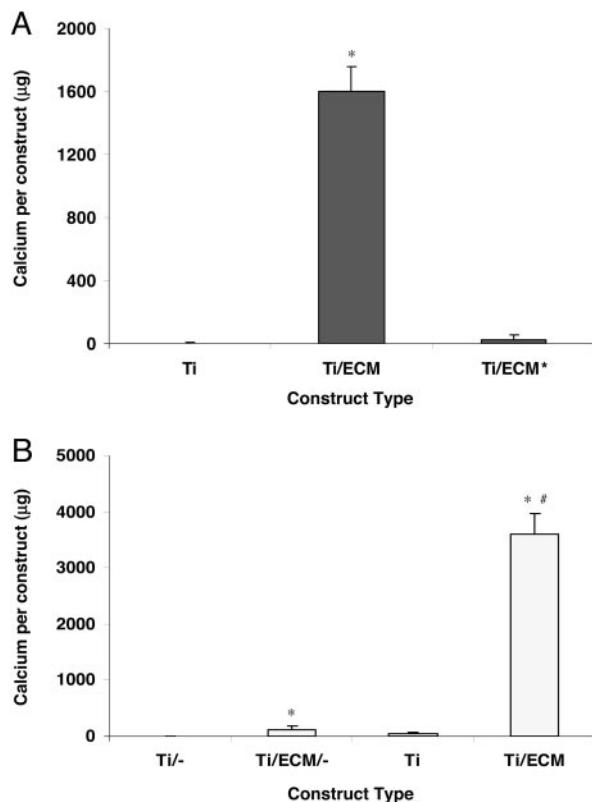 A
Calcium per construct (μg)
2000
1600
1200
800
400
0
*
Ti
Ti/ECM
Ti/ECM*
Construct Type
B
Calcium per construct (μg)
5000
4000
3000
2000
1000
0
*
* #
Ti/-
Ti/ECM/-
Ti
Ti/ECM
Construct Type